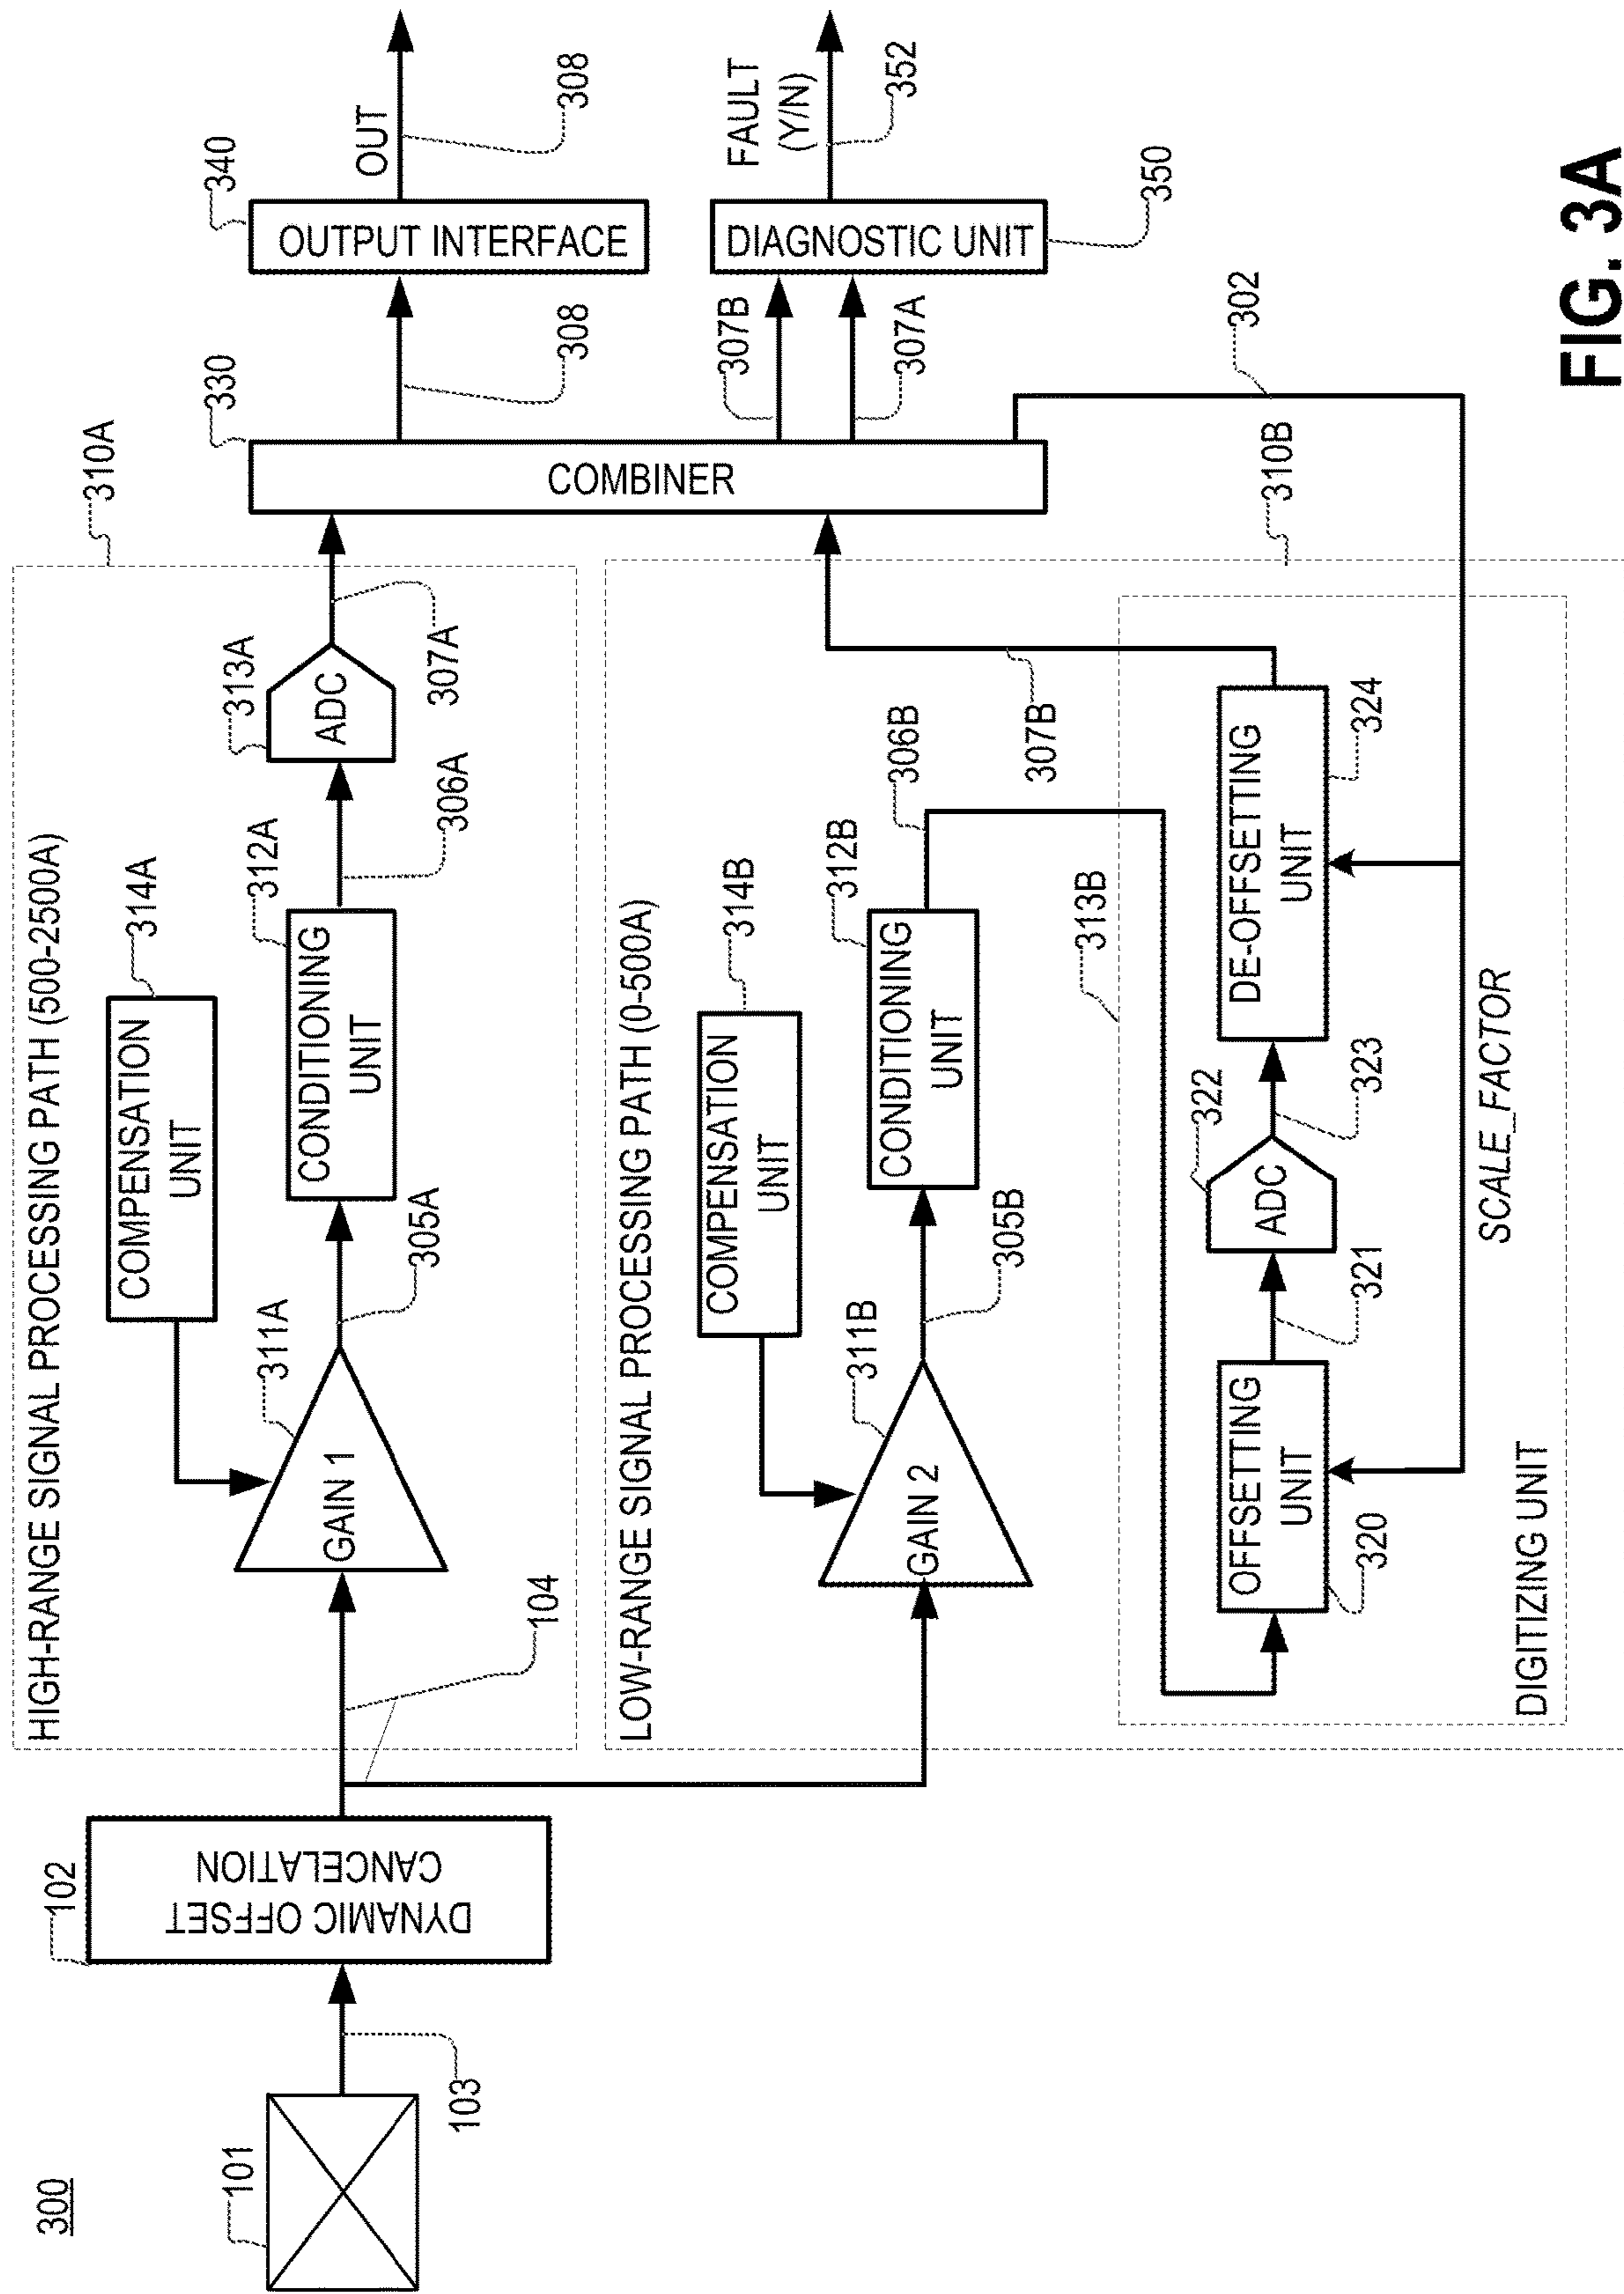 300
101
103
102
DYNAMIC OFFSET
CANCELATION
104
HIGH-RANGE SIGNAL PROCESSING PATH (500-2500A)
310A
COMPENSATION
UNIT
314A
GAIN 1
311A
305A
CONDITIONING
UNIT
312A
306A
ADC
313A
307A
LOW-RANGE SIGNAL PROCESSING PATH (0-500A)
310B
COMPENSATION
UNIT
314B
GAIN 2
311B
305B
CONDITIONING
UNIT
312B
306B
313B
DIGITIZING UNIT
OFFSETTING
UNIT
320
321
ADC
322
323
DE-OFFSETTING
UNIT
324
307B
SCALE_FACTOR
302
COMBINER
330
308
OUTPUT INTERFACE
340
OUT
308
307B
307A
DIAGNOSTIC UNIT
350
FAULT
(Y/N)
352
FIG. 3A